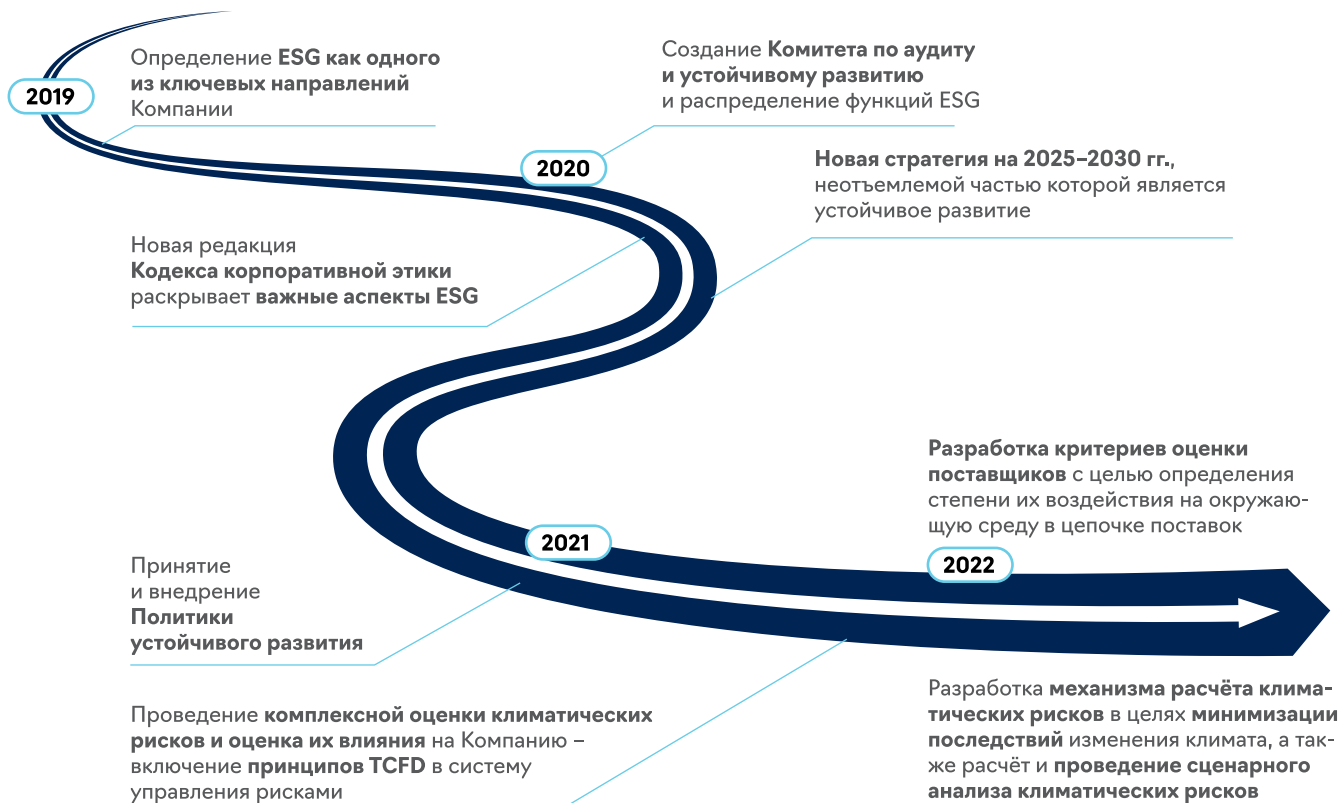 2019
Определение ESG как одного
из ключевых направлений
Компании
2020
Создание Комитета по аудиту
и устойчивому развитию
и распределение функций ESG
Новая стратегия на 2025–2030 гг.,
неотъемлемой частью которой является
устойчивое развитие
Новая редакция
Кодекса корпоративной этики
раскрывает важные аспекты ESG
2021
Принятие
и внедрение
Политики
устойчивого развития
Проведение комплексной оценки климатических
рисков и оценка их влияния на Компанию –
включение принципов TCFD в систему
управления рисками
2022
Разработка критериев оценки
поставщиков с целью определения
степени их воздействия на окружаю-
щую среду в цепочке поставок
Разработка механизма расчёта клима-
тических рисков в целях минимизации
последствий изменения климата, а так-
же расчёт и проведение сценарного
анализа климатических рисков